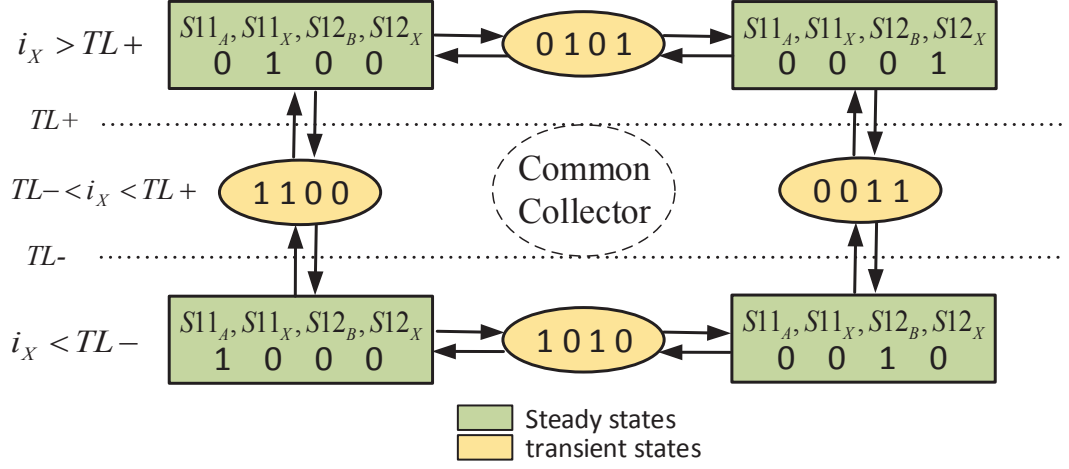 i_X > TL+
S11_A, S11_X, S12_B, S12_X
0 1 0 0
0 1 0 1
S11_A, S11_X, S12_B, S12_X
0 0 0 1
TL+
TL- < i_X < TL+
1 1 0 0
Common
Collector
0 0 1 1
TL-
i_X < TL-
S11_A, S11_X, S12_B, S12_X
1 0 0 0
1 0 1 0
S11_A, S11_X, S12_B, S12_X
0 0 1 0
Steady states
transient states